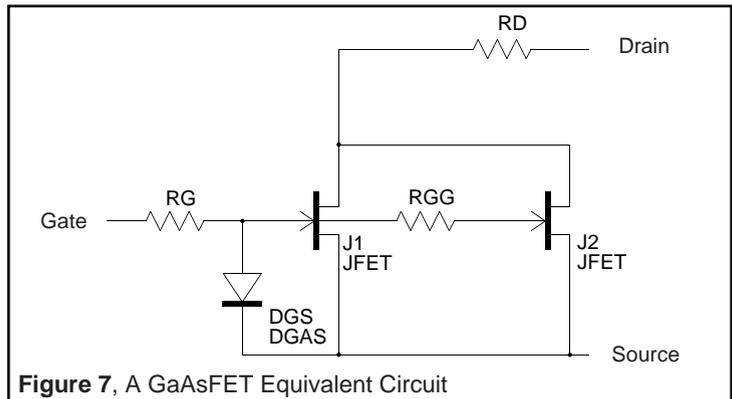 RD
Drain
RG
RGG
Gate
J1
JFET
J2
JFET
DGS
DGAS
Source
Figure 7, A GaAsFET Equivalent Circuit